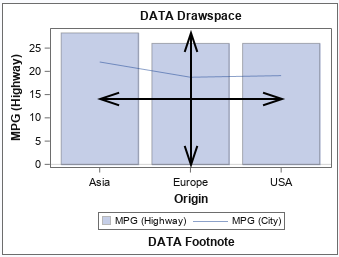 DATA Drawspace
MPG (Highway)
25
20
15
10
5
0
Asia Europe USA
Origin
MPG (Highway) MPG (City)
DATA Footnote